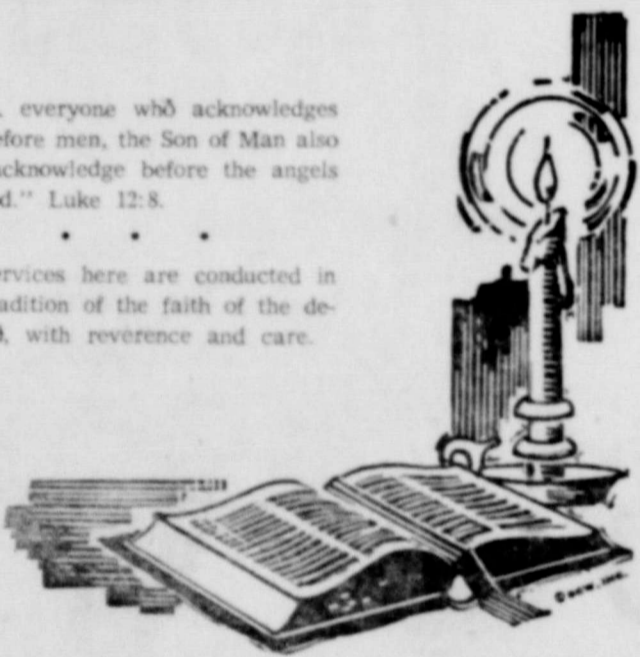 . everyone who acknowledges
efore men, the Son of Man also
cknowledge before the angels
d." Luke 12:8.
• • •
ervices here are conducted in
adition of the faith of the de-
, with reverence and care.